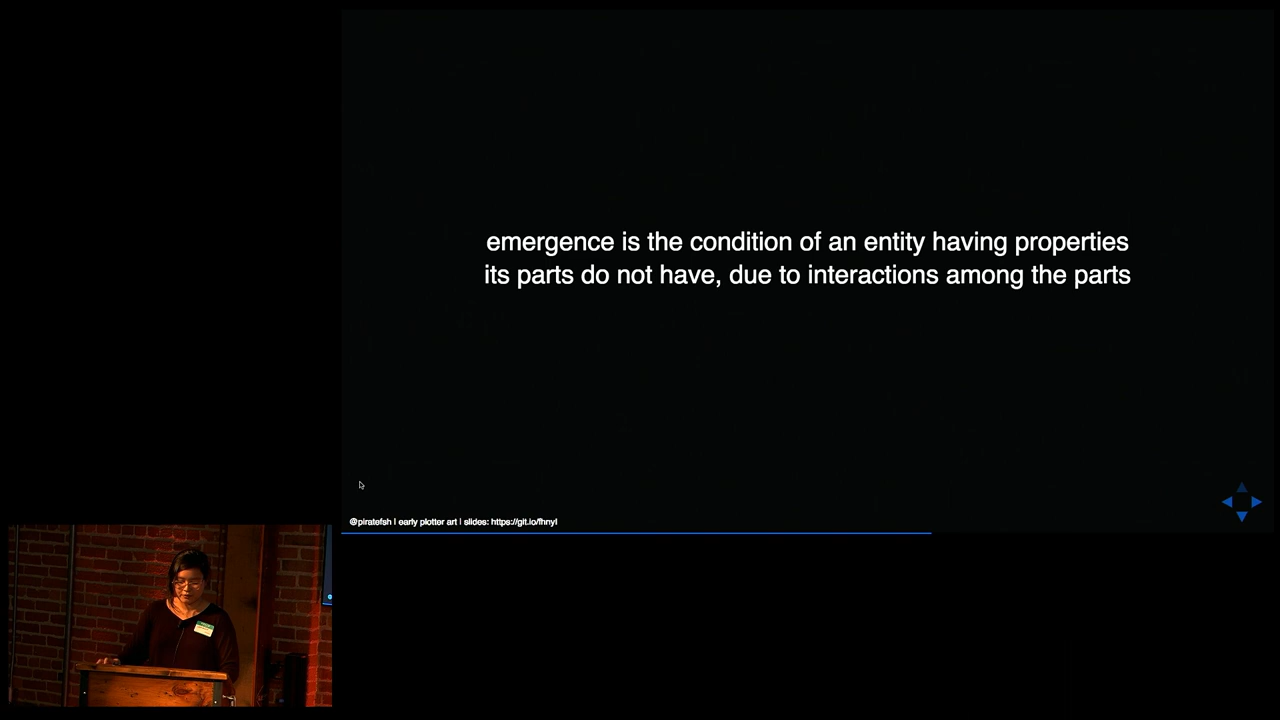 emergence is the condition of an entity having properties
its parts do not have, due to interactions among the parts
@piratefsh | early plotter art | slides: https://git.io/fhnyl